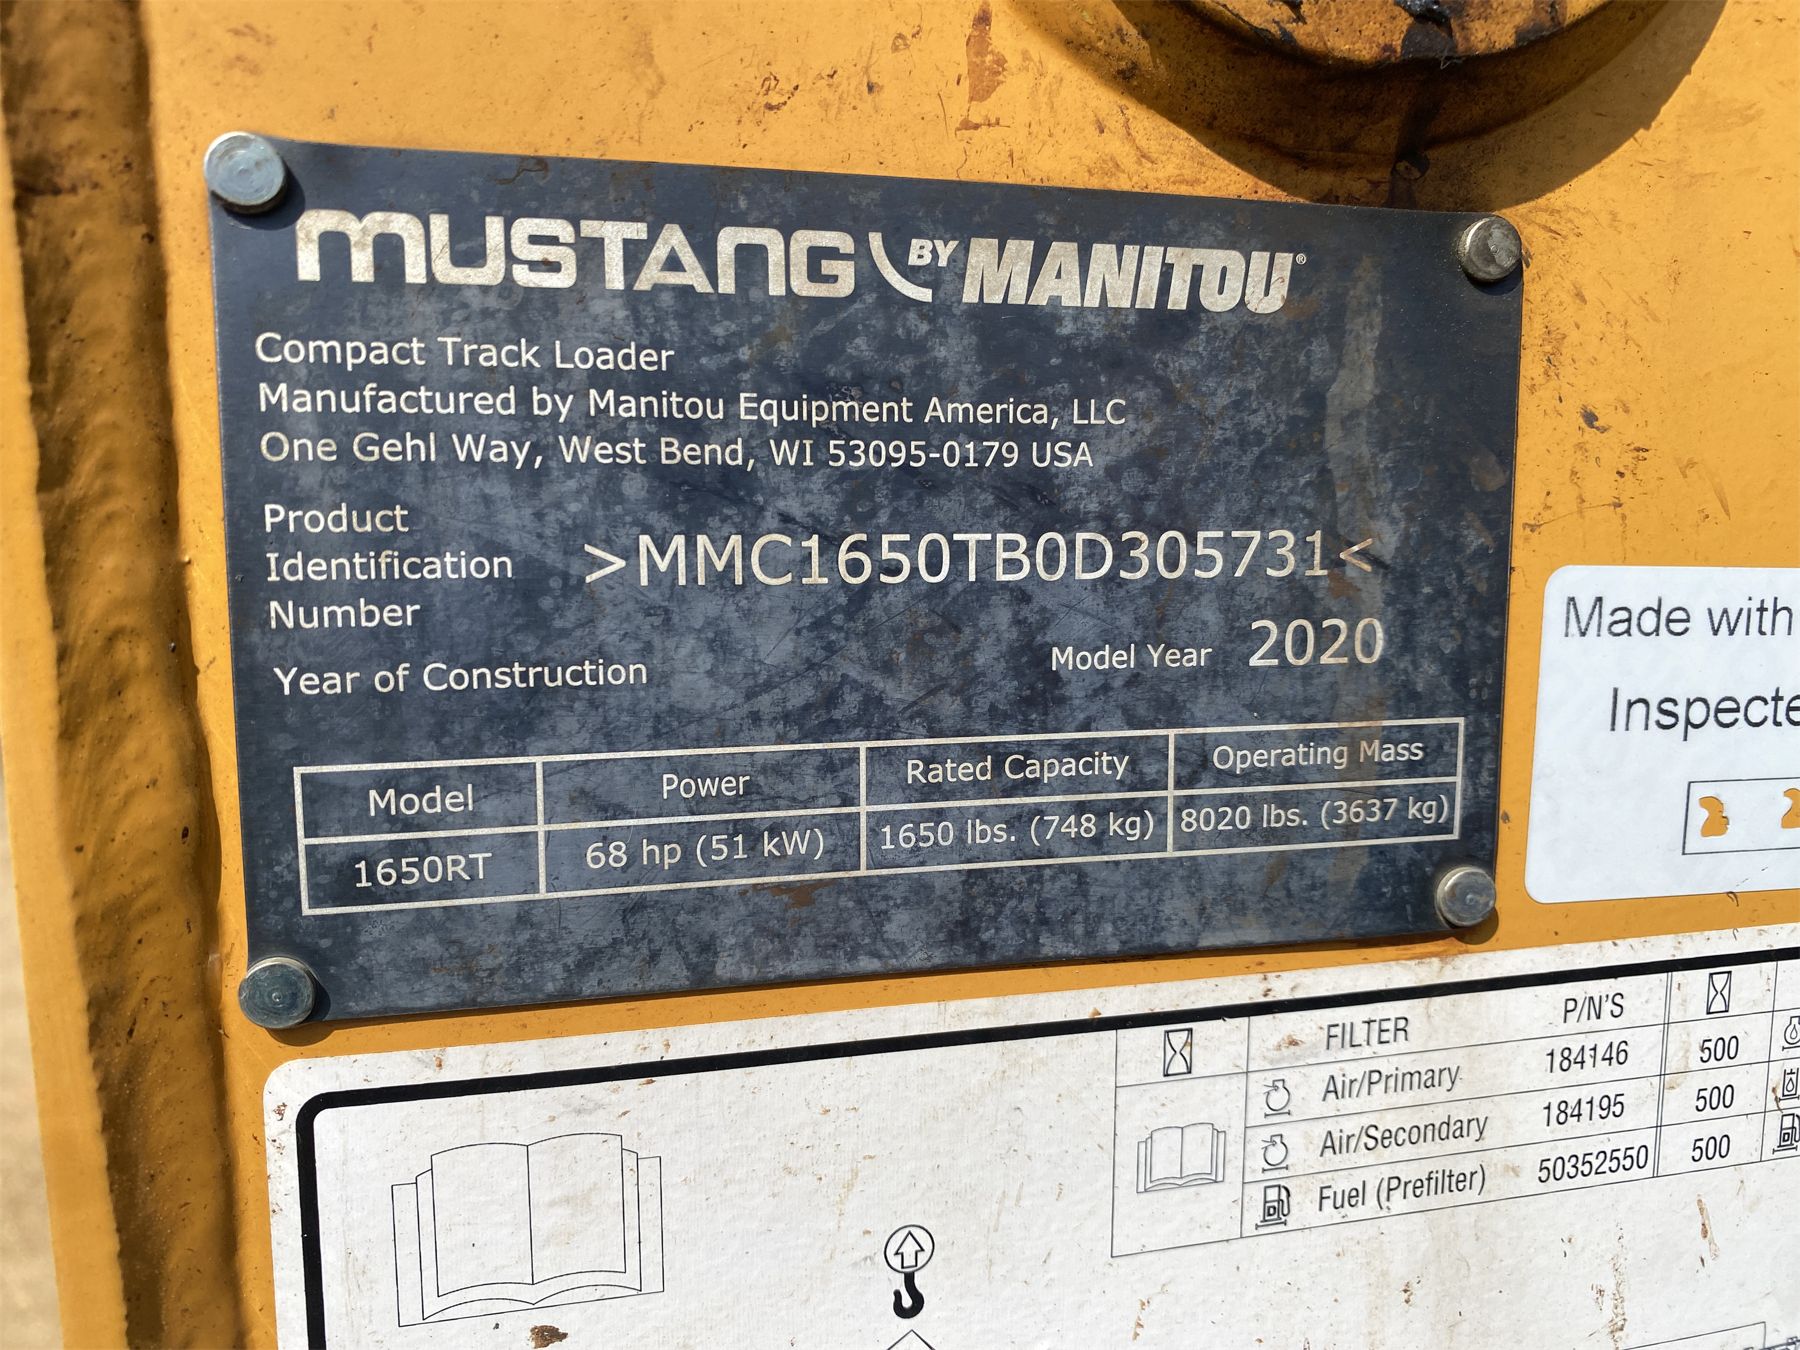 MUSTANG BY MANITOU®
Compact Track Loader
Manufactured by Manitou Equipment America, LLC
One Gehl Way, West Bend, WI 53095-0179 USA
Product
Identification >MMC1650TB0D305731<
Number
Year of Construction Model Year 2020
Model Power Rated Capacity Operating Mass
1650RT 68 hp (51 kW) 1650 lbs. (748 kg) 8020 lbs. (3637 kg)
Made with
Inspecte
FILTER P/N'S
Air/Primary 184146 500
Air/Secondary 184195 500
Fuel (Prefilter) 50352550 500